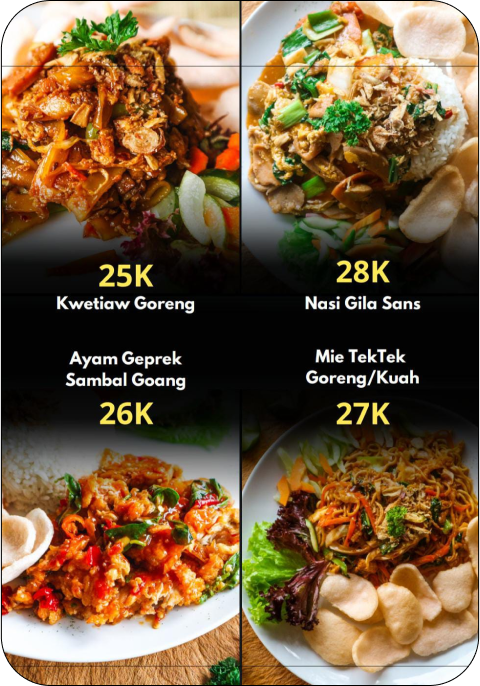 25K
Kwetiaw Goreng
28K
Nasi Gila Sans
Ayam Geprek
Sambal Goang
26K
Mie TekTek
Goreng/Kuah
27K